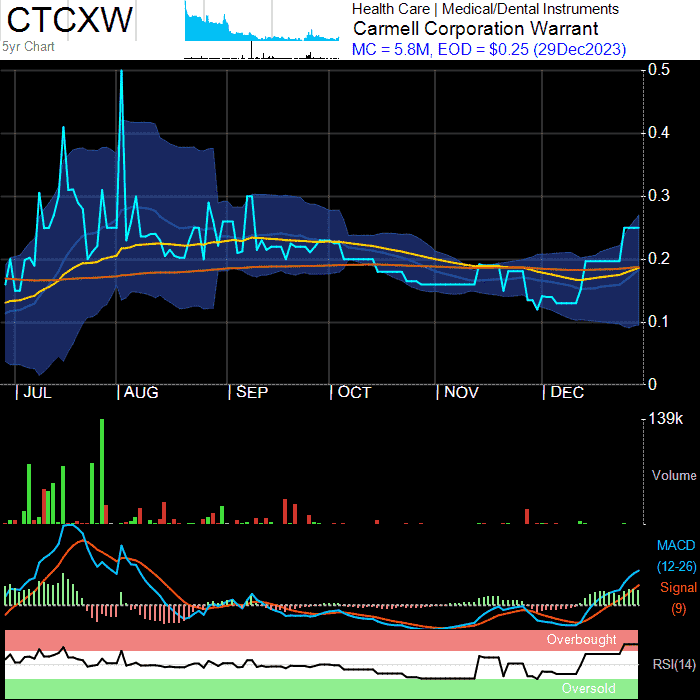 CTCXW
5yr Chart
Health Care | Medical/Dental Instruments
Carmell Corporation Warrant
MC = 5.8M, EOD = $0.25 (29Dec2023)
0.5
0.4
0.3
0.2
0.1
0
| JUL | AUG | SEP | OCT | NOV | DEC
139k
Volume
MACD
(12-26)
Signal
(9)
Overbought
RSI(14)
Oversold